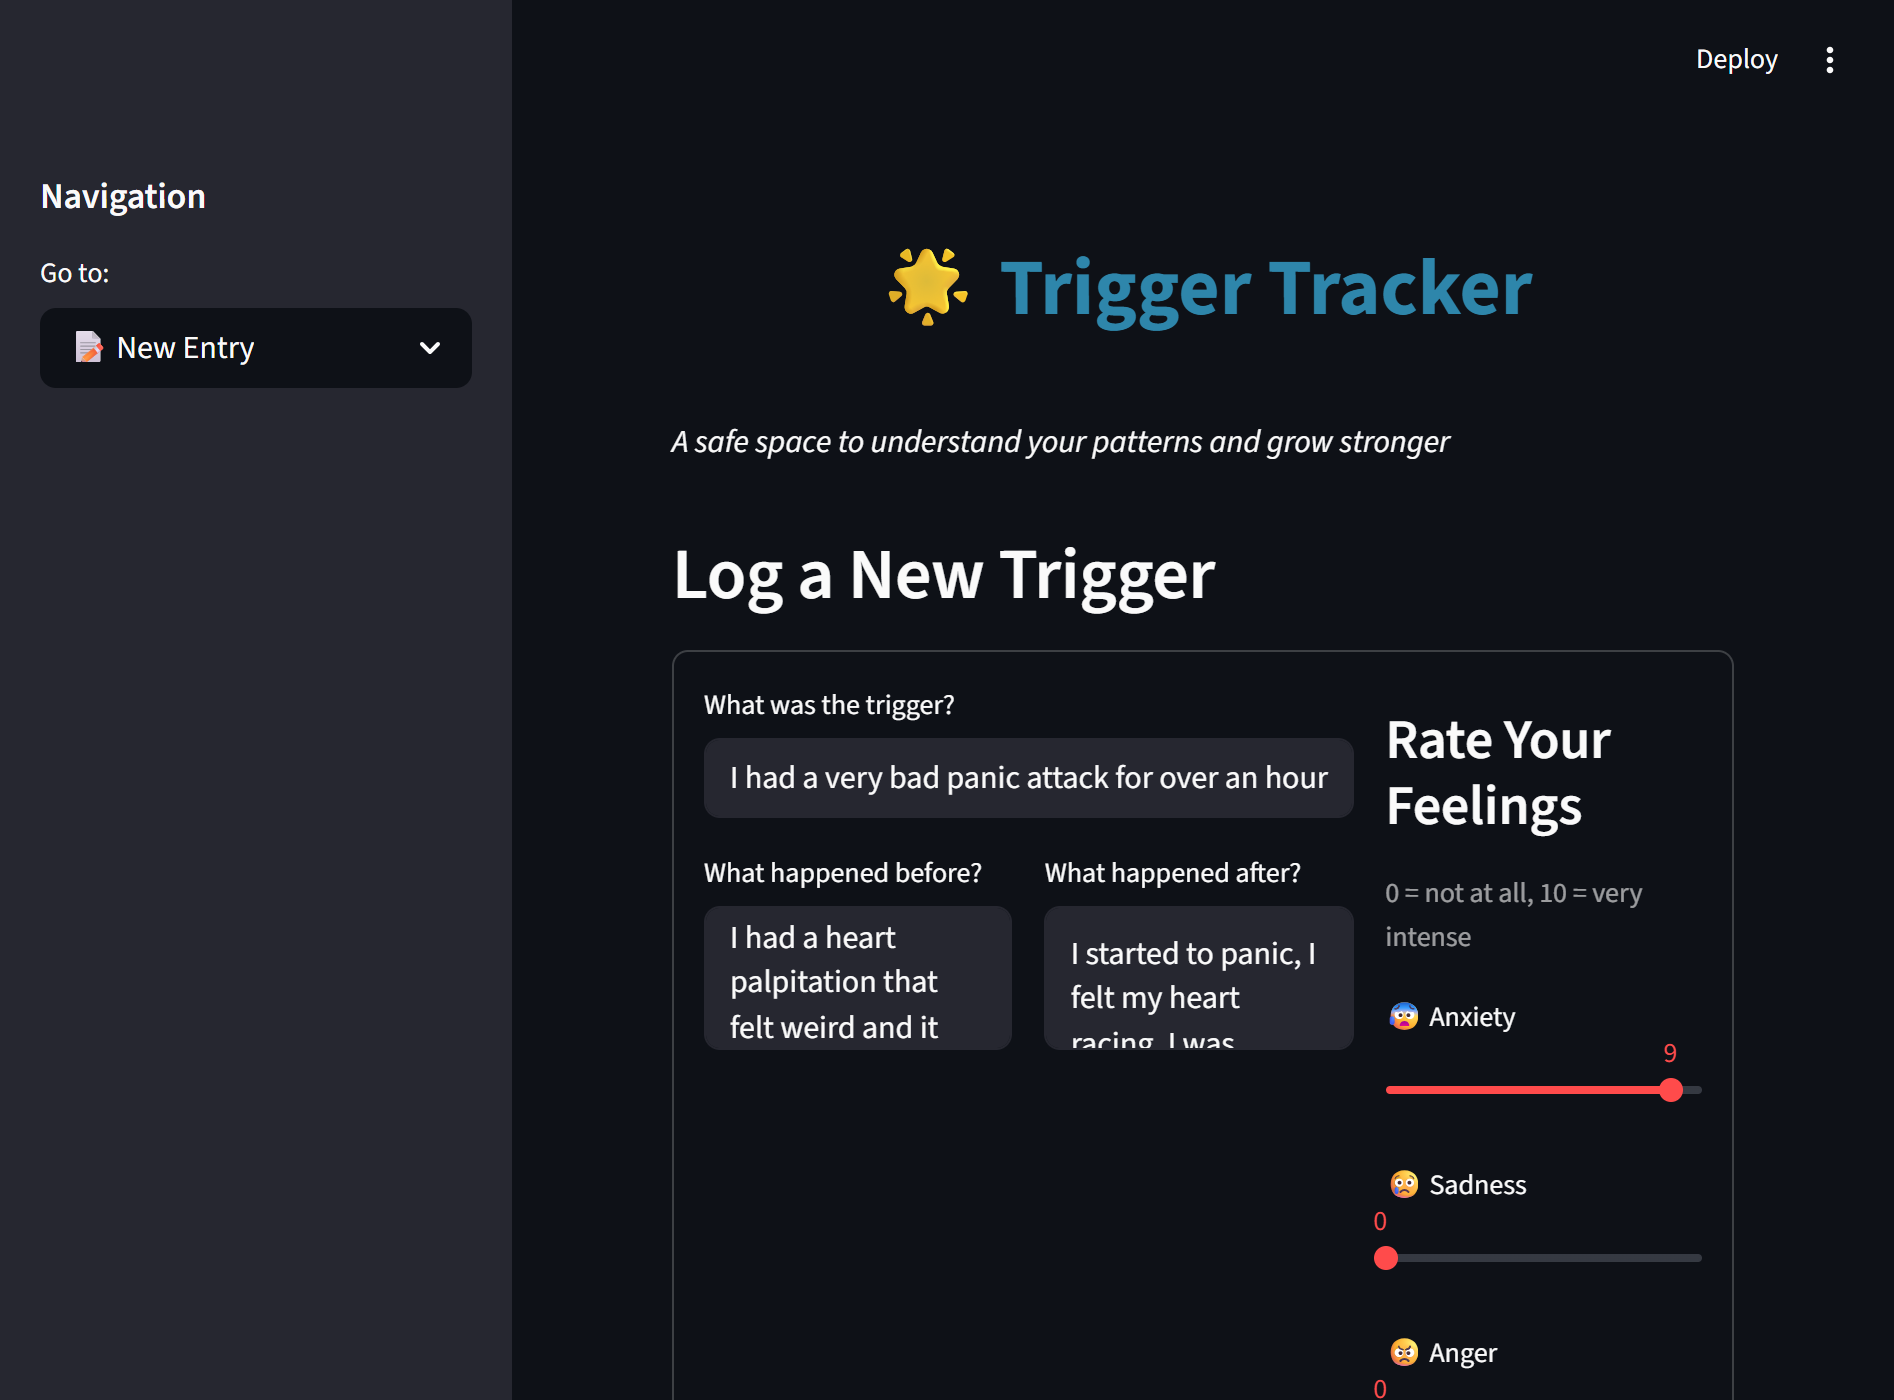 Deploy
Navigation
Go to:
New Entry
Trigger Tracker
A safe space to understand your patterns and grow stronger
Log a New Trigger
What was the trigger?
I had a very bad panic attack for over an hour
What happened before?
I had a heart
palpitation that
felt weird and it
What happened after?
I started to panic, I
felt my heart
racing. I was
Rate Your
Feelings
0 = not at all, 10 = very
intense
Anxiety
9
Sadness
0
Anger
0